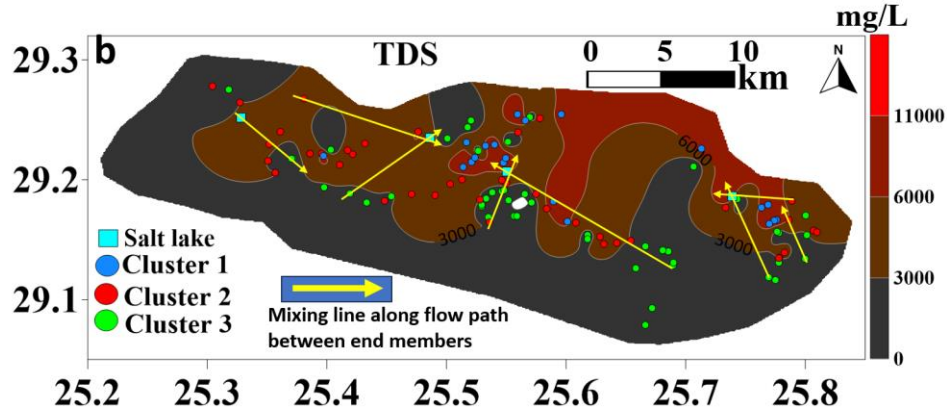 b
TDS
0 5 10
km
N
mg/L
29.3
29.2
29.1
11000
6000
3000
0
6000
3000
3000
Salt lake
Cluster 1
Cluster 2
Cluster 3
Mixing line along flow path
between end members
25.2 25.3 25.4 25.5 25.6 25.7 25.8